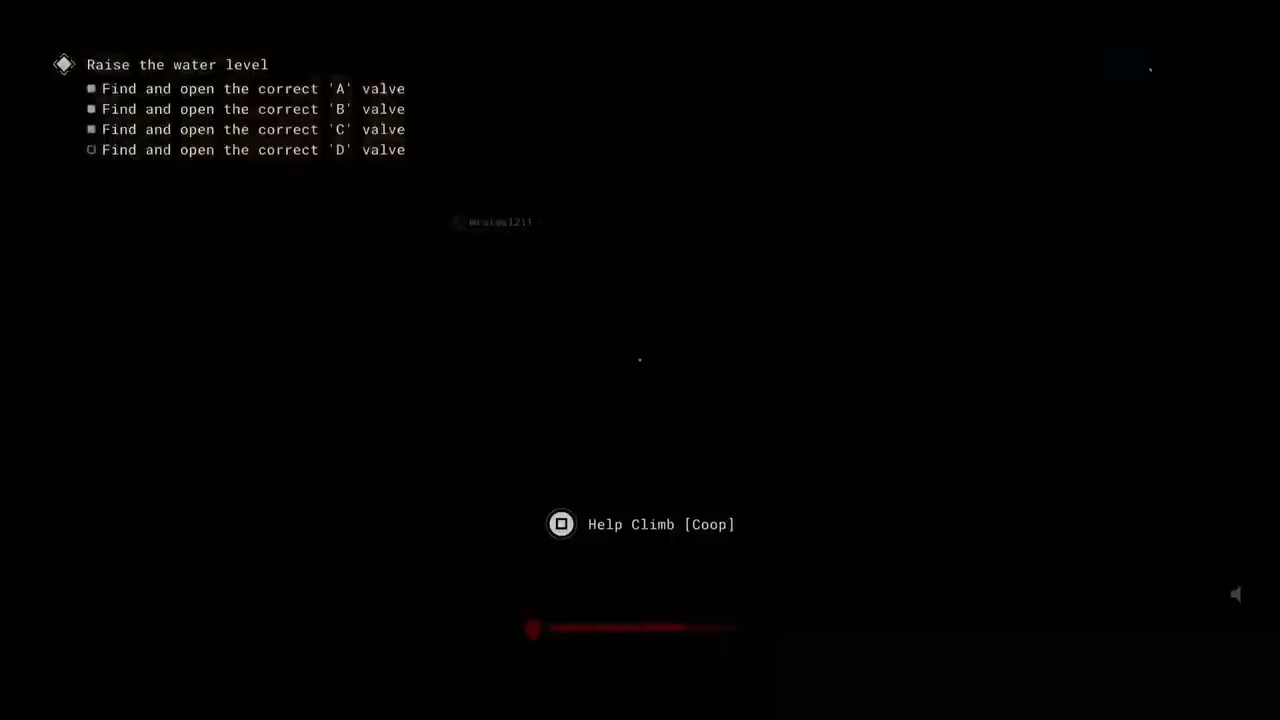 Raise the water level
Find and open the correct 'A' valve
Find and open the correct 'B' valve
Find and open the correct 'C' valve
Find and open the correct 'D' valve
Help Climb [Coop]